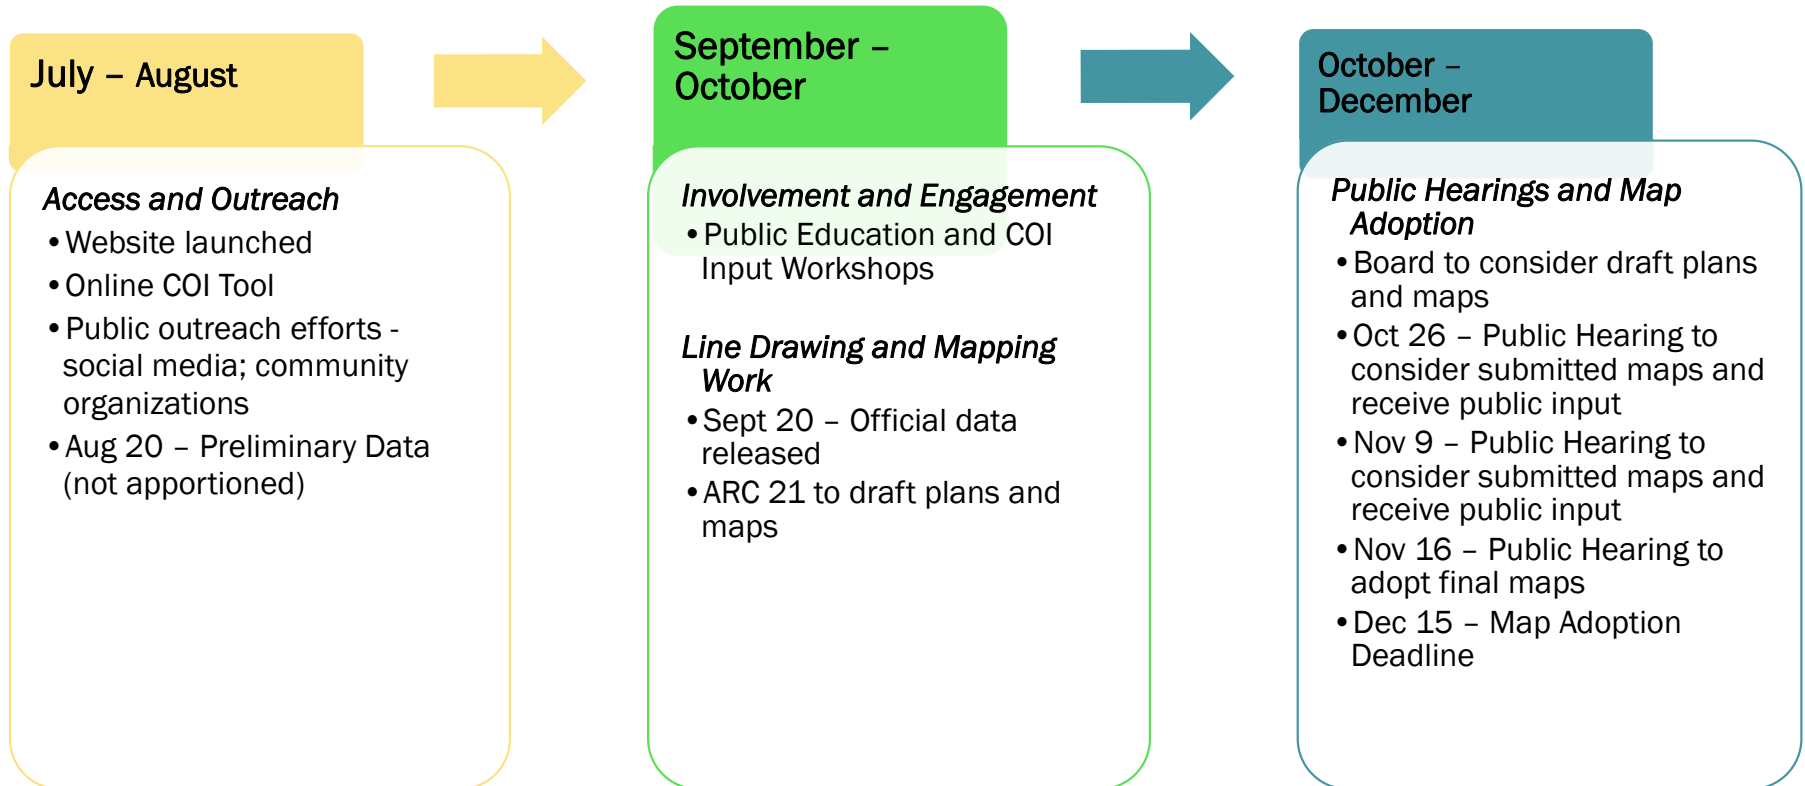 July – August
Access and Outreach
•Website launched
•Online COI Tool
•Public outreach efforts -
social media; community
organizations
•Aug 20 – Preliminary Data
(not apportioned)
September –
October
Involvement and Engagement
•Public Education and COI
Input Workshops
Line Drawing and Mapping
Work
•Sept 20 – Official data
released
•ARC 21 to draft plans and
maps
October –
December
Public Hearings and Map
Adoption
•Board to consider draft plans
and maps
•Oct 26 – Public Hearing to
consider submitted maps and
receive public input
•Nov 9 – Public Hearing to
consider submitted maps and
receive public input
•Nov 16 – Public Hearing to
adopt final maps
•Dec 15 – Map Adoption
Deadline